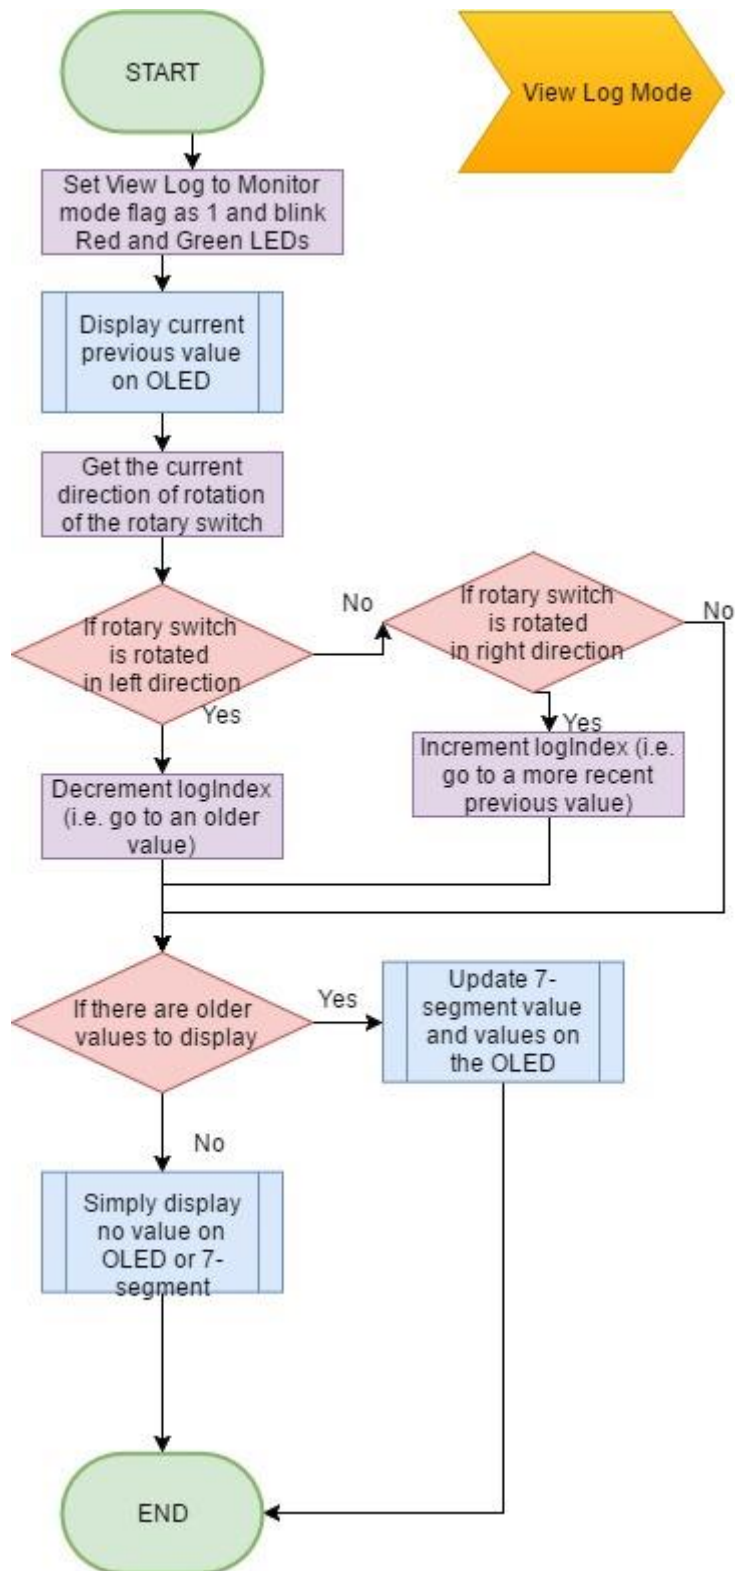 START
View Log Mode
Set View Log to Monitor
mode flag as 1 and blink
Red and Green LEDs
Display current
previous value
on OLED
Get the current
direction of rotation
of the rotary switch
If rotary switch
is rotated
in left direction
No
Yes
If rotary switch
is rotated
in right direction
No
Yes
Increment logIndex (i.e.
go to a more recent
previous value)
Decrement logIndex
(i.e. go to an older
value)
If there are older
values to display
Yes
Update 7-
segment value
and values on
the OLED
No
Simply display
no value on
OLED or 7-
segment
END